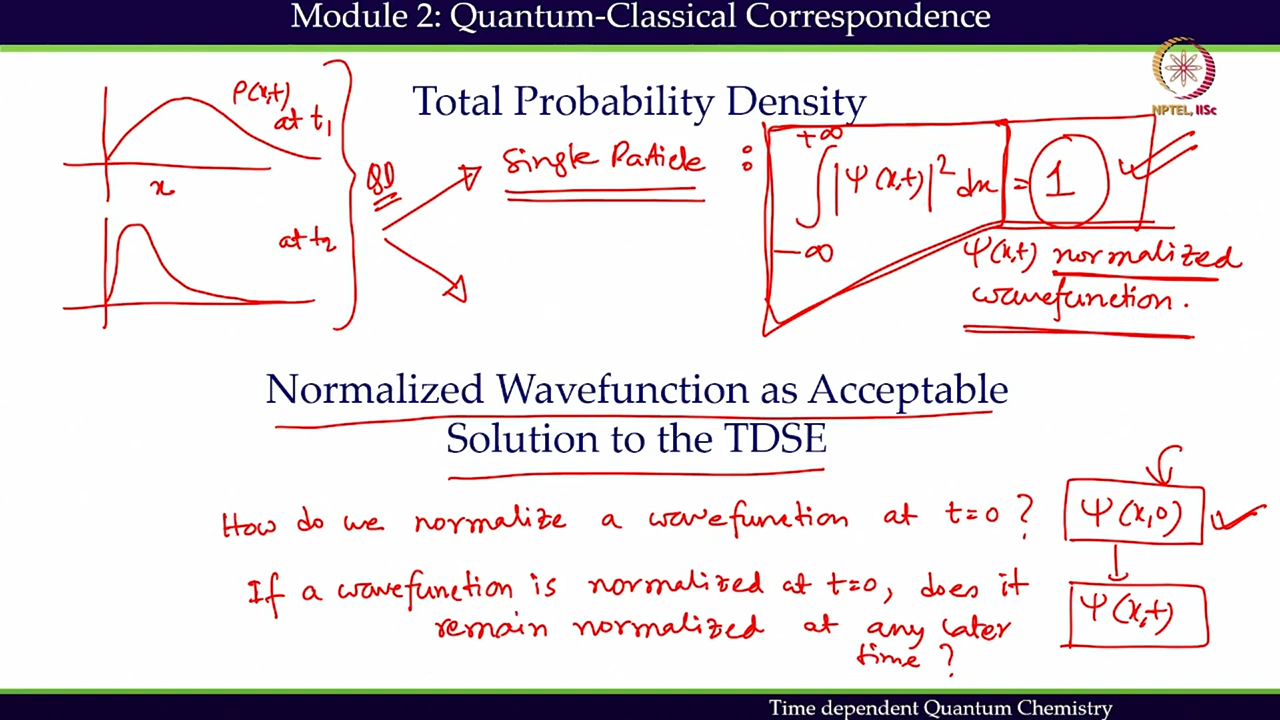 Module 2: Quantum-Classical Correspondence
NPTEL, IISc
Total Probability Density
ρ(x,t)
at t1
x
at t2
Single Particle :
+∞
∫ |Ψ(x,t)|² dx = 1
-∞
Ψ(x,t) normalized
wavefunction.
Normalized Wavefunction as Acceptable
Solution to the TDSE
How do we normalize a wavefunction at t=0 ?
Ψ(x,0)
If a wavefunction is normalized at t=0, does it
remain normalized at any later
time ?
Ψ(x,t)
Time dependent Quantum Chemistry